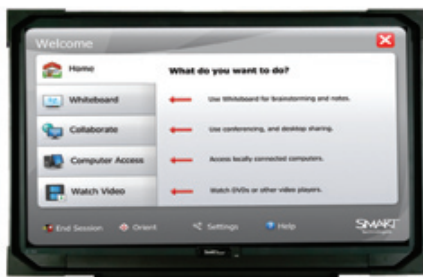 Welcome
Home
What do you want to do?
Whiteboard
Use Whiteboard for brainstorming and notes.
Collaborate
Use conferencing, and desktop sharing.
Computer Access
Access locally connected computers.
Watch Video
Watch DVDs or other video players.
End Session
Orient
Settings
Help
SMART